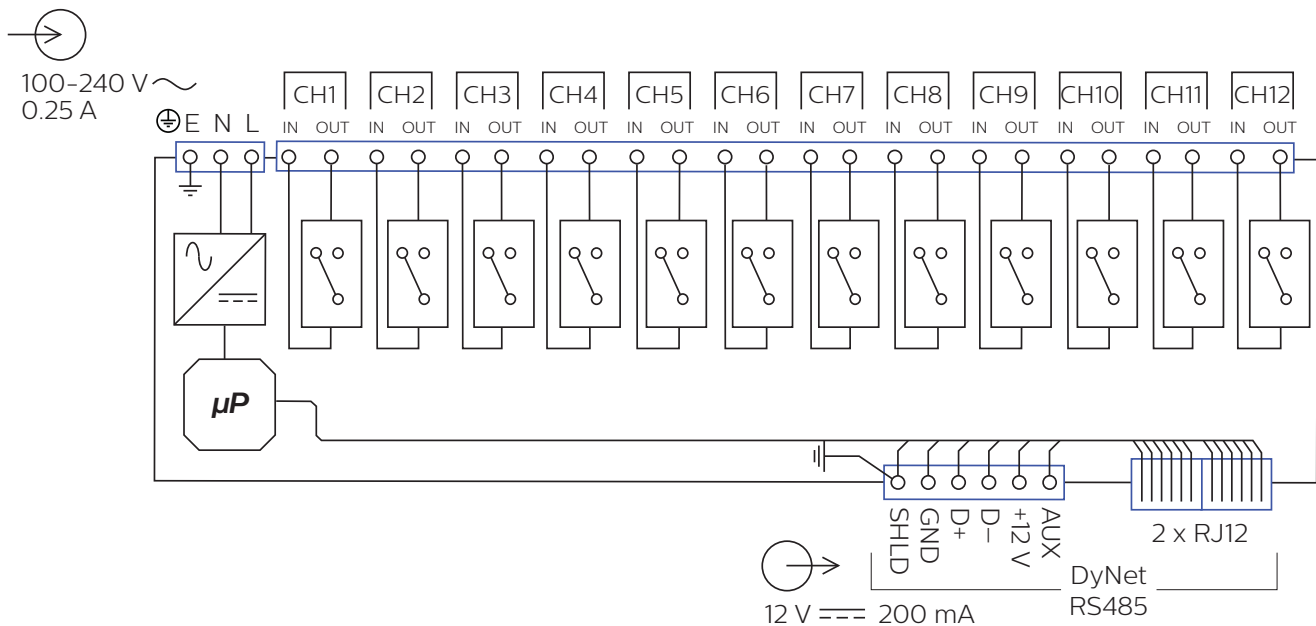 100–240 V
0.25 A
CH1 CH2 CH3 CH4 CH5 CH6 CH7 CH8 CH9 CH10 CH11 CH12
E N L IN OUT IN OUT IN OUT IN OUT IN OUT IN OUT IN OUT IN OUT IN OUT IN OUT IN OUT IN OUT
µP
SHLD GND D+ D– +12 V AUX
2 x RJ12
DyNet
RS485
12 V 200 mA